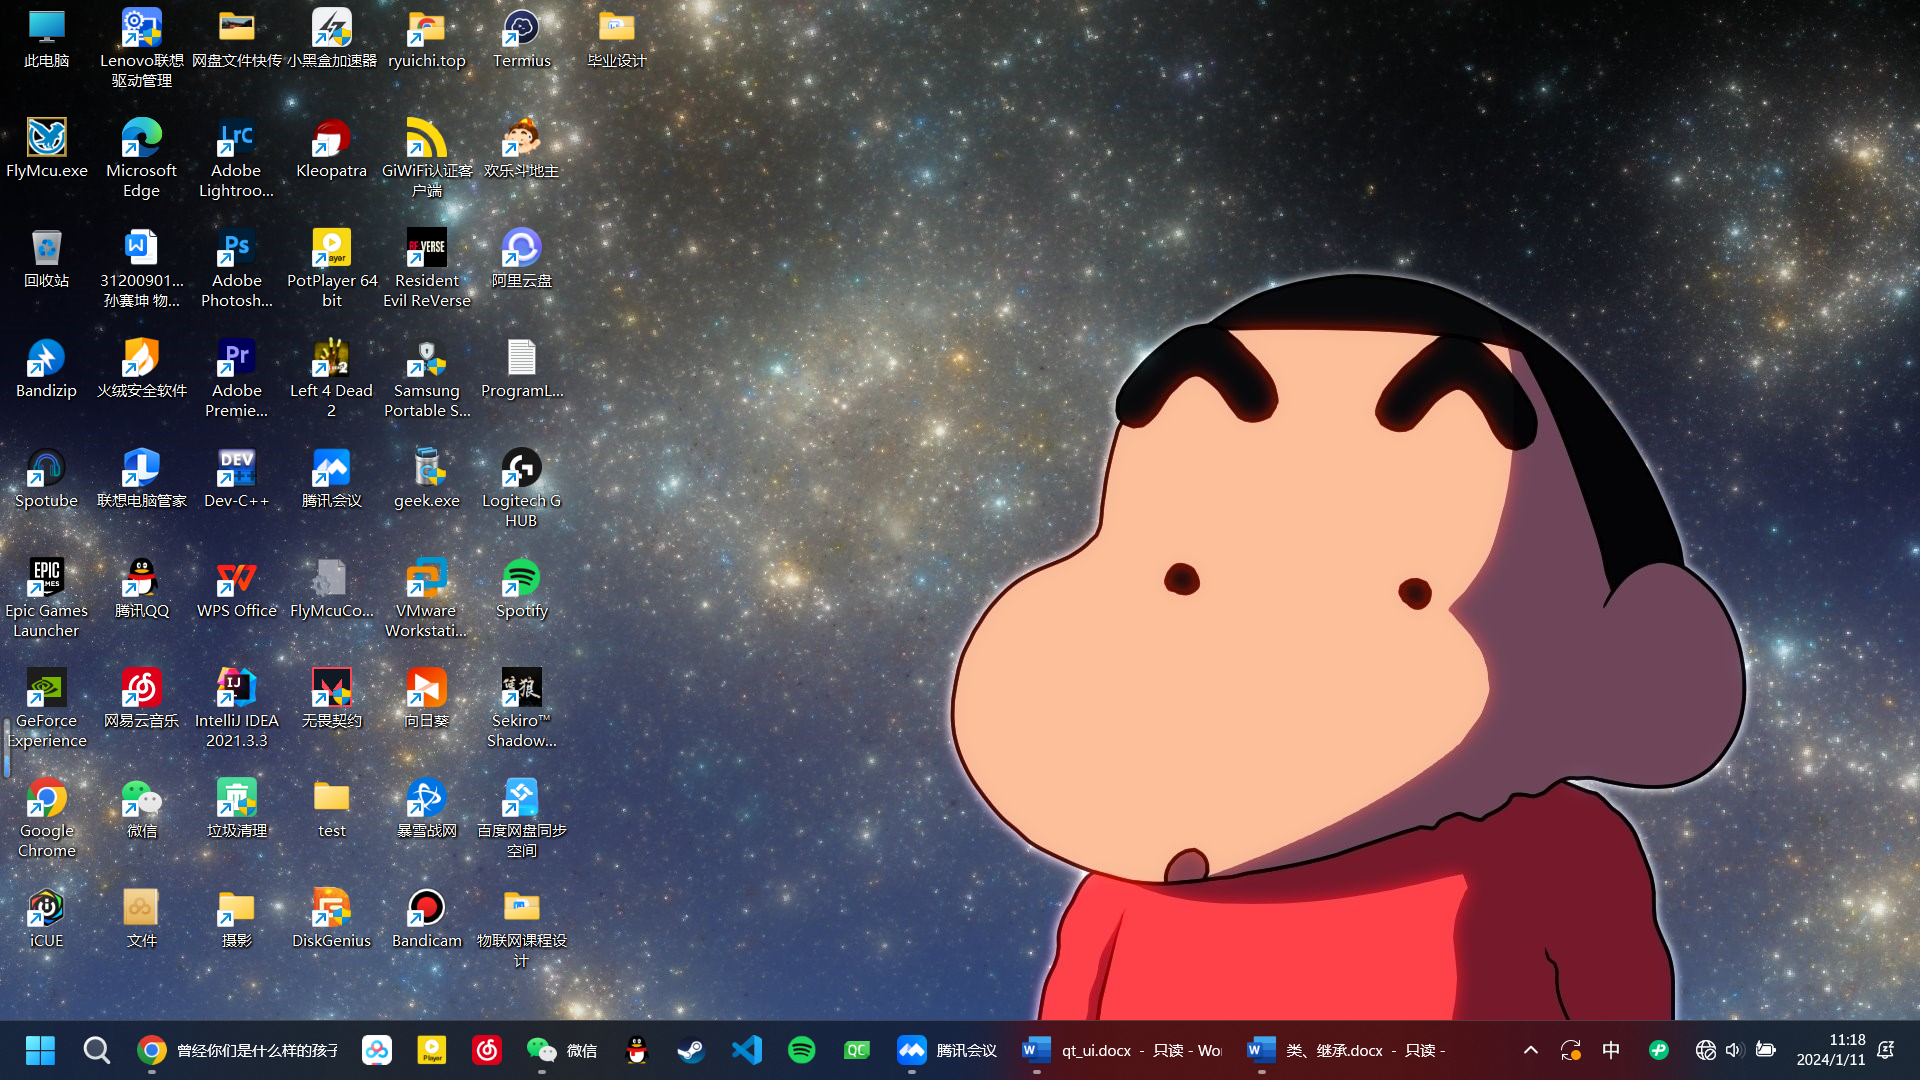 此电脑
Lenovo联想
驱动管理
网盘文件快传
小黑盒加速器
ryuichi.top
Termius
毕业设计
FlyMcu.exe
Microsoft
Edge
Adobe
Lightroo...
Kleopatra
GiWiFi认证客
户端
欢乐斗地主
回收站
31200901...
孙骞坤 物...
Adobe
Photosh...
PotPlayer 64
bit
Resident
Evil ReVerse
阿里云盘
Bandizip
火绒安全软件
Adobe
Premie...
Left 4 Dead
2
Samsung
Portable S...
ProgramL...
Spotube
联想电脑管家
Dev-C++
腾讯会议
geek.exe
Logitech G
HUB
Epic Games
Launcher
腾讯QQ
WPS Office
FlyMcuCo...
VMware
Workstati...
Spotify
GeForce
Experience
网易云音乐
IntelliJ IDEA
2021.3.3
无畏契约
向日葵
Sekiro™
Shadow...
Google
Chrome
微信
垃圾清理
test
暴雪战网
百度网盘同步
空间
iCUE
文件
摄影
DiskGenius
Bandicam
物联网课程设
计
曾经你们是什么样的孩子
微信
腾讯会议
qt_ui.docx - 只读 - Wo
类、继承.docx - 只读 -
中
11:18
2024/1/11